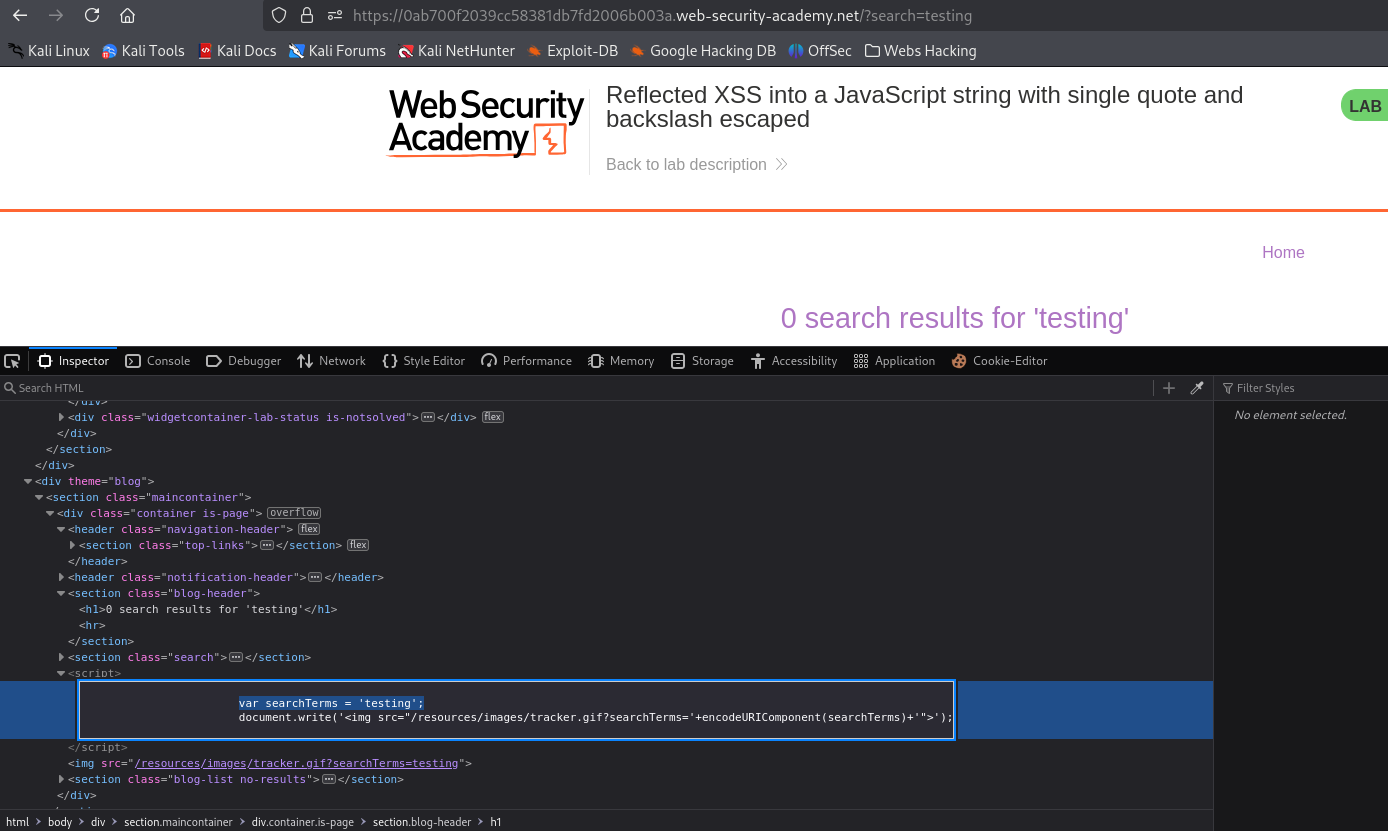 https://0ab700f2039cc58381db7fd2006b003a.web-security-academy.net/?search=testing
Kali Linux Kali Tools Kali Docs Kali Forums Kali NetHunter Exploit-DB Google Hacking DB OffSec Webs Hacking
WebSecurity
Academy
Reflected XSS into a JavaScript string with single quote and
backslash escaped
LAB
Back to lab description
Home
0 search results for 'testing'
Inspector Console Debugger Network Style Editor Performance Memory Storage Accessibility Application Cookie-Editor
Search HTML
Filter Styles
No element selected.
</div>
<div class="widgetcontainer-lab-status is-notsolved"></div> flex
</div>
</section>
</div>
<div theme="blog">
<section class="maincontainer">
<div class="container is-page"> overflow
<header class="navigation-header"> flex
<section class="top-links"></section> flex
</header>
<header class="notification-header"></header>
<section class="blog-header">
<h1>0 search results for 'testing'</h1>
<hr>
</section>
<section class="search"></section>
<script>
var searchTerms = 'testing';
document.write('<img src="/resources/images/tracker.gif?searchTerms='+encodeURIComponent(searchTerms)+'">');
</script>
<img src="/resources/images/tracker.gif?searchTerms=testing">
<section class="blog-list no-results"></section>
</div>
html body div section.maincontainer div.container.is-page section.blog-header h1